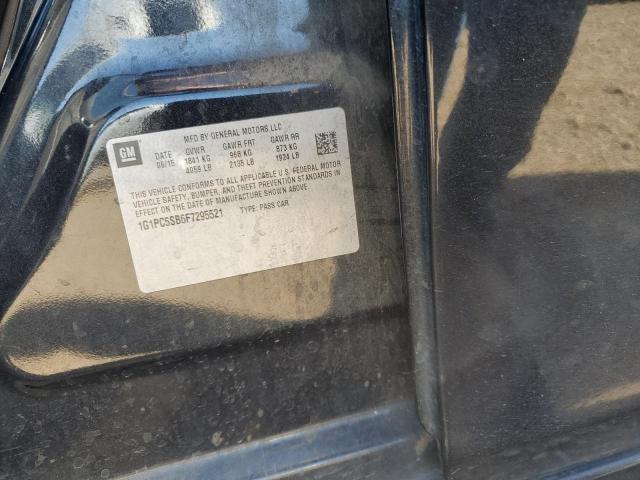 MFD BY GENERAL MOTORS LLC
GM
DATE GVWR GAWR FRT GAWR RR
06/15 1841 KG 968 KG 873 KG
4059 LB 2135 LB 1924 LB
THIS VEHICLE CONFORMS TO ALL APPLICABLE U.S. FEDERAL MOTOR
VEHICLE SAFETY, BUMPER, AND THEFT PREVENTION STANDARDS IN
EFFECT ON THE DATE OF MANUFACTURE SHOWN ABOVE.
1G1PC5SB6F7295521 TYPE: PASS CAR